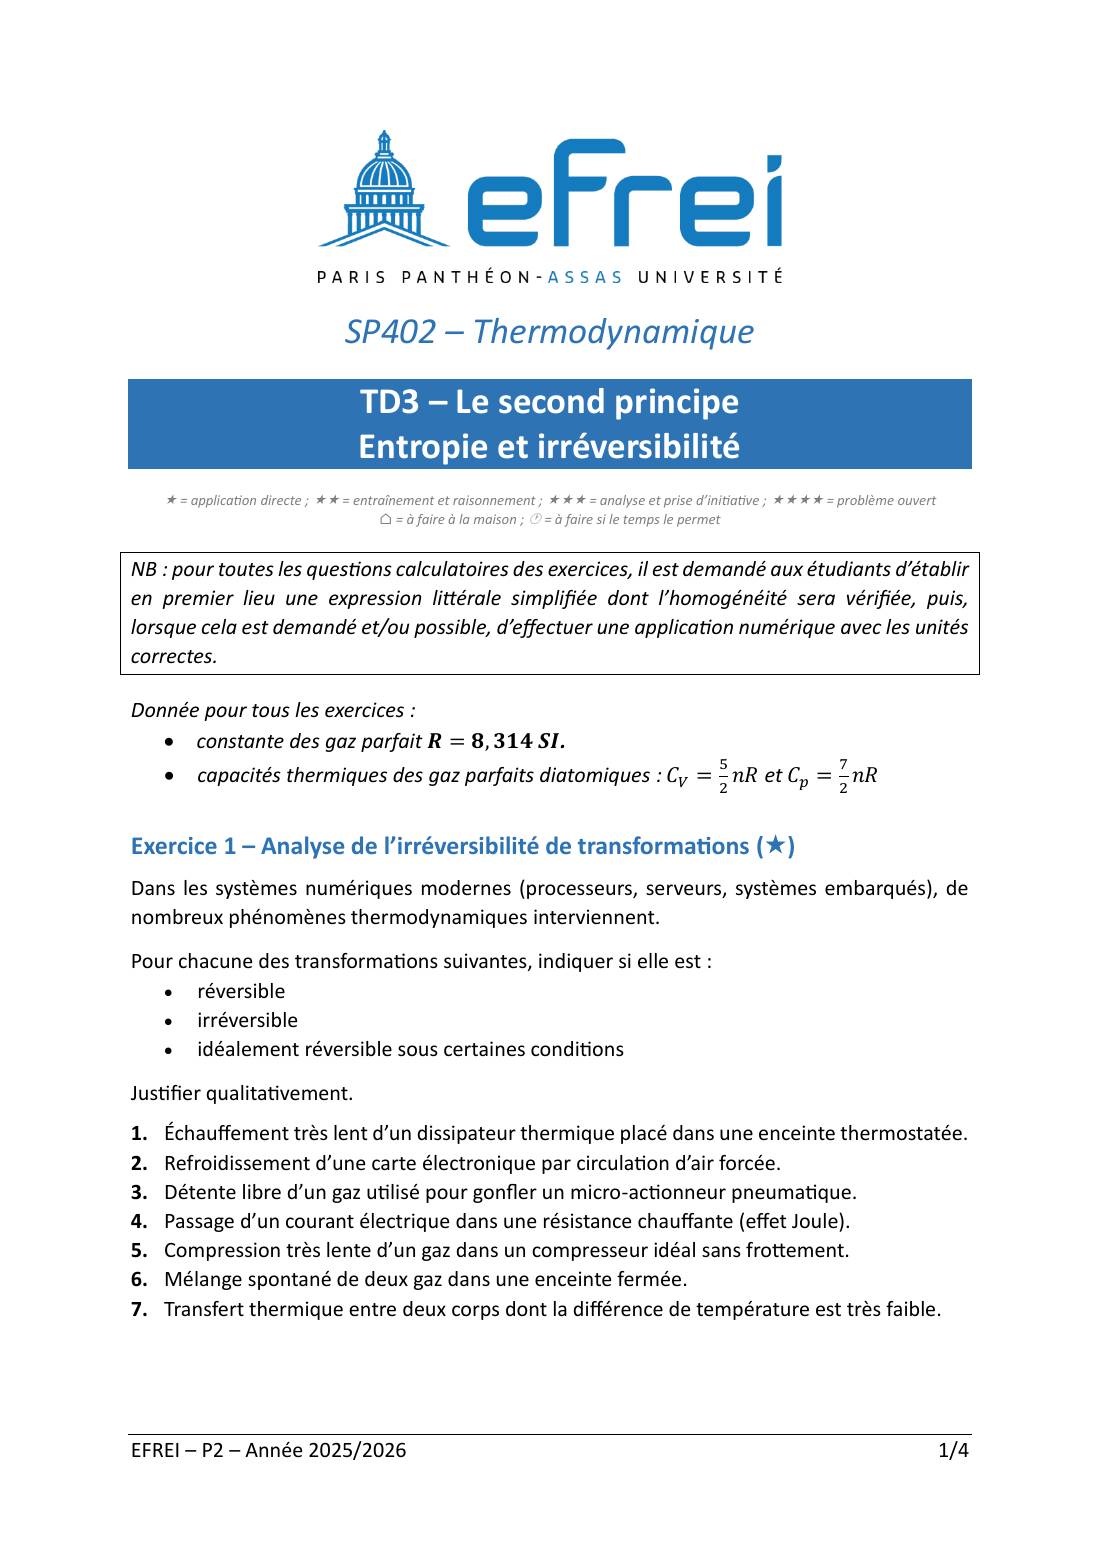 efrei
PARIS PANTHÉON-ASSAS UNIVERSITÉ
SP402 – Thermodynamique
TD3 – Le second principe
Entropie et irréversibilité
★ = application directe ; ★★ = entraînement et raisonnement ; ★★★ = analyse et prise d'initiative ; ★★★★ = problème ouvert
⌂ = à faire à la maison ; 🕐 = à faire si le temps le permet
NB : pour toutes les questions calculatoires des exercices, il est demandé aux étudiants d'établir
en premier lieu une expression littérale simplifiée dont l'homogénéité sera vérifiée, puis,
lorsque cela est demandé et/ou possible, d'effectuer une application numérique avec les unités
correctes.
Donnée pour tous les exercices :
• constante des gaz parfait R = 8,314 SI.
• capacités thermiques des gaz parfaits diatomiques : C_V = 5/2 nR et C_p = 7/2 nR
Exercice 1 – Analyse de l'irréversibilité de transformations (★)
Dans les systèmes numériques modernes (processeurs, serveurs, systèmes embarqués), de
nombreux phénomènes thermodynamiques interviennent.
Pour chacune des transformations suivantes, indiquer si elle est :
• réversible
• irréversible
• idéalement réversible sous certaines conditions
Justifier qualitativement.
1. Échauffement très lent d'un dissipateur thermique placé dans une enceinte thermostatée.
2. Refroidissement d'une carte électronique par circulation d'air forcée.
3. Détente libre d'un gaz utilisé pour gonfler un micro-actionneur pneumatique.
4. Passage d'un courant électrique dans une résistance chauffante (effet Joule).
5. Compression très lente d'un gaz dans un compresseur idéal sans frottement.
6. Mélange spontané de deux gaz dans une enceinte fermée.
7. Transfert thermique entre deux corps dont la différence de température est très faible.
EFREI – P2 – Année 2025/2026 1/4